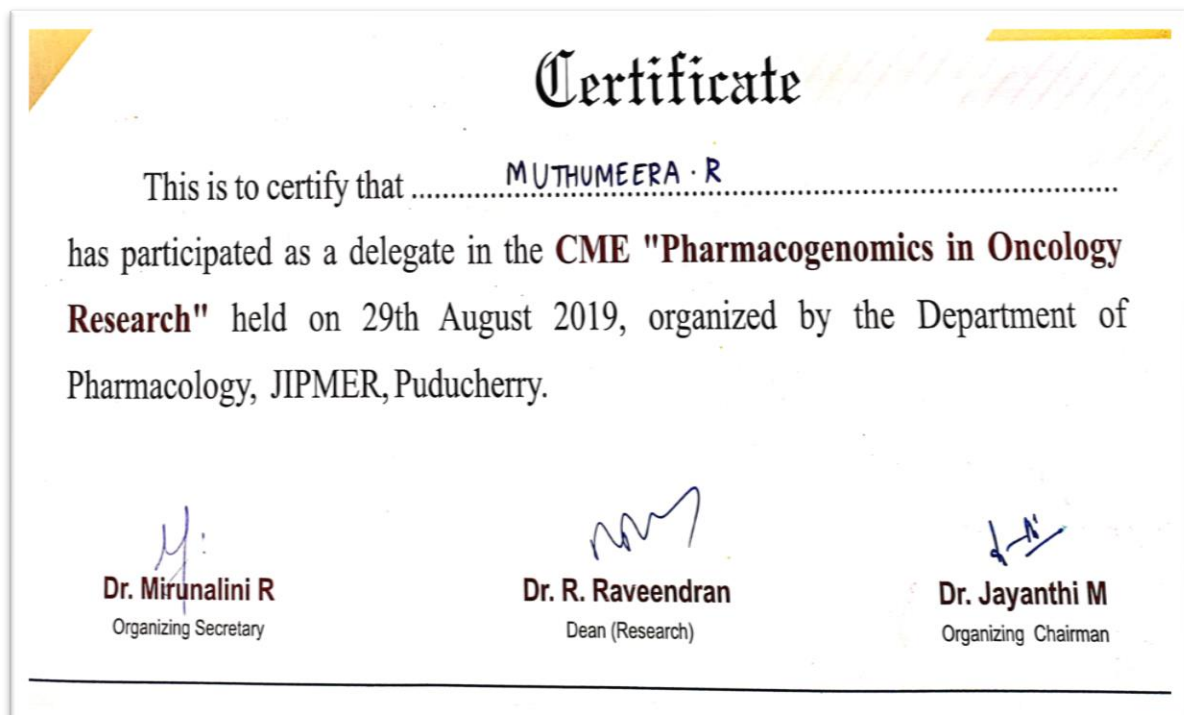 Certificate
This is to certify that ..........MUTHUMEERA . R..........
has participated as a delegate in the CME "Pharmacogenomics in Oncology
Research" held on 29th August 2019, organized by the Department of
Pharmacology, JIPMER, Puducherry.
Dr. Mirunalini R Dr. R. Raveendran Dr. Jayanthi M
Organizing Secretary Dean (Research) Organizing Chairman